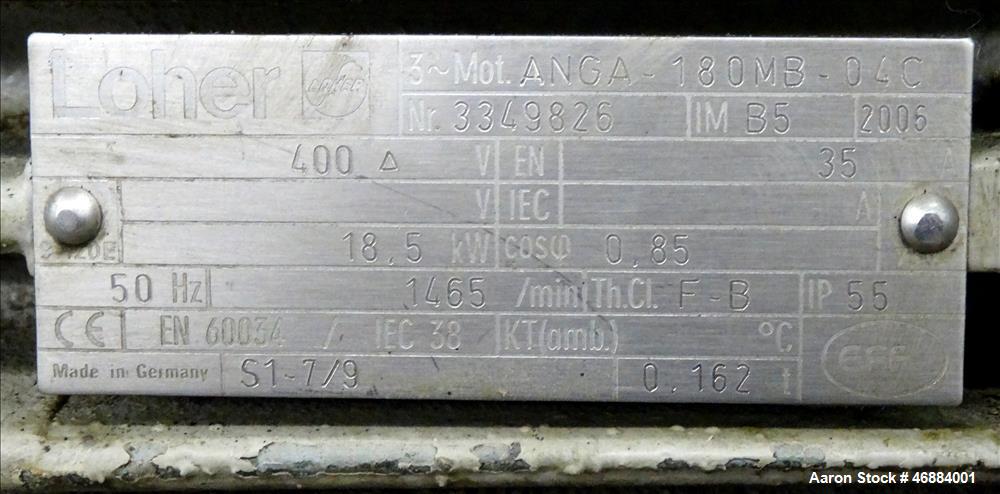 Loher LOHER 3~Mot. ANGA-180MB-04C
Nr. 3349826 IM B5 2006
400 Δ V EN 35 A
V IEC A
18,5 kW cosφ 0,85
50 Hz 1465 /min Th.Cl. F-B IP 55
CE EN 60034 / IEC 38 KT(amb.) °C
Made in Germany S1-7/9 0,162 t
Aaron Stock # 46884001